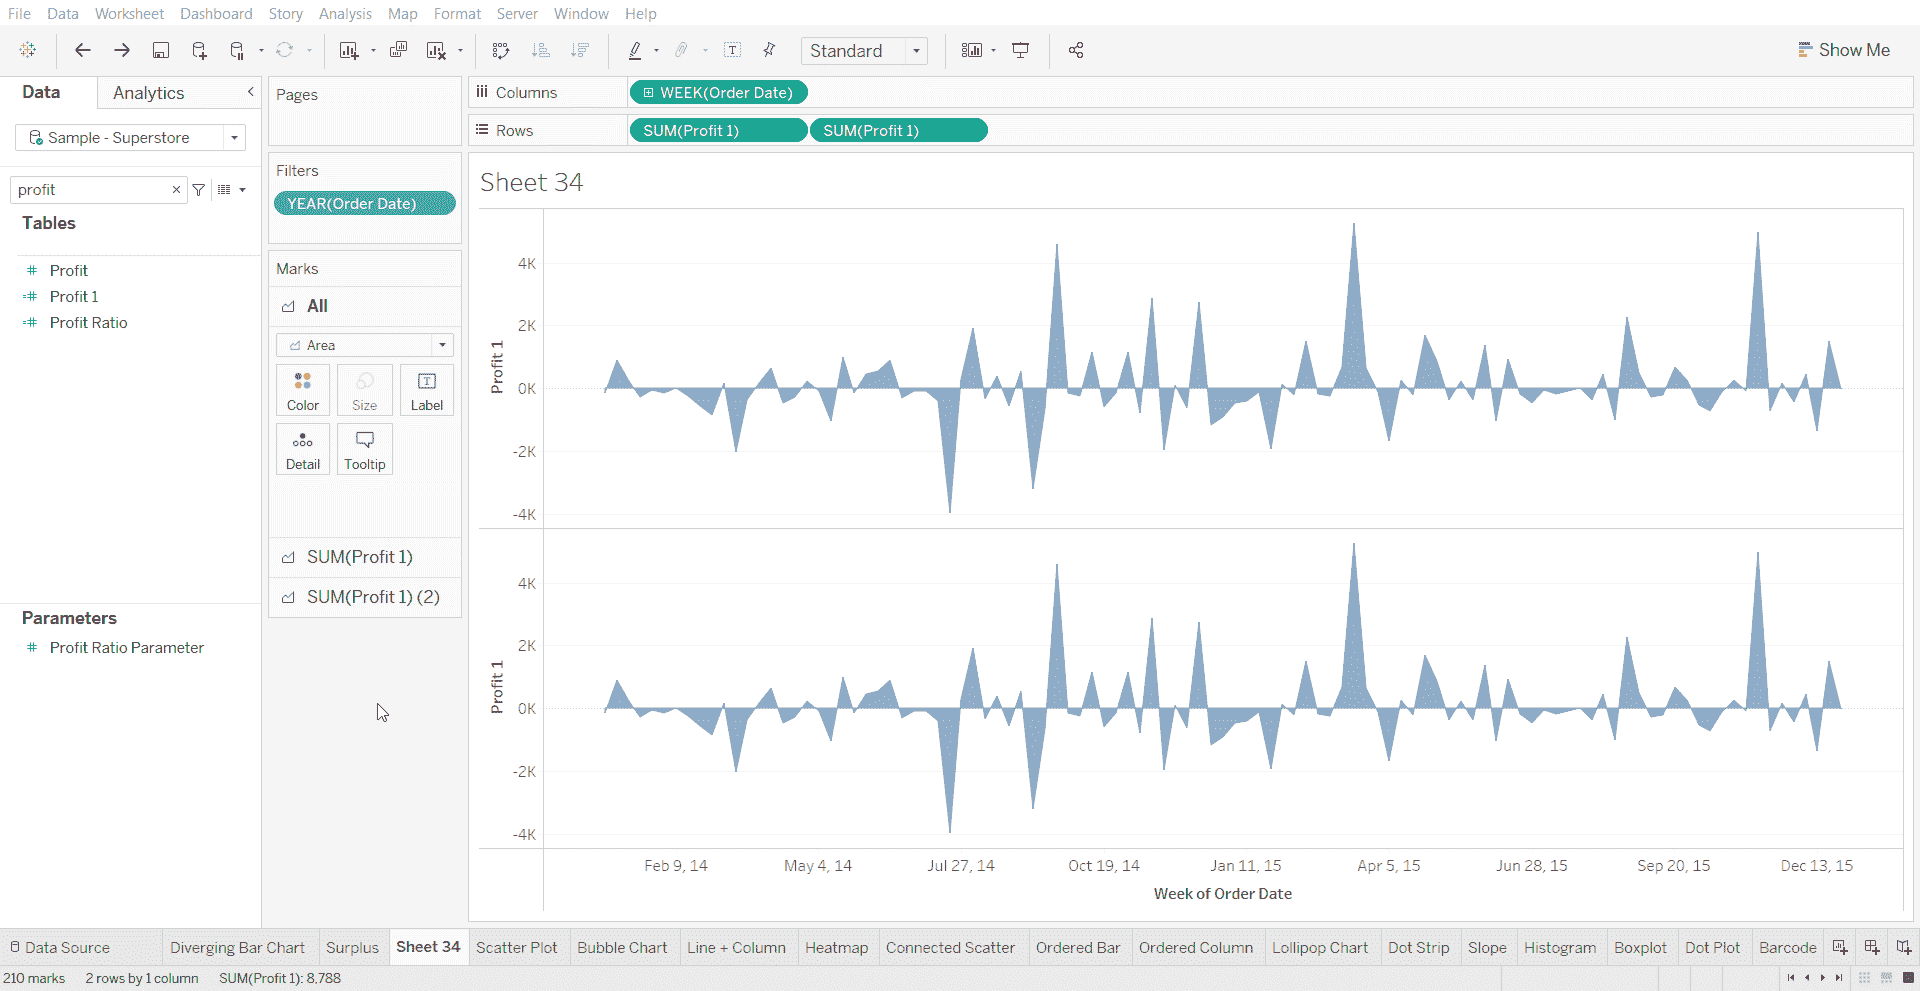 File Data Worksheet Dashboard Story Analysis Map Format Server Window Help
Standard
Show Me
Data
Analytics
Sample - Superstore
profit
Tables
Profit
Profit 1
Profit Ratio
Parameters
Profit Ratio Parameter
Pages
Filters
YEAR(Order Date)
Marks
All
Area
Color Size Label
Detail Tooltip
SUM(Profit 1)
SUM(Profit 1) (2)
Columns WEEK(Order Date)
Rows SUM(Profit 1) SUM(Profit 1)
Sheet 34
Profit 1
4K
2K
0K
-2K
-4K
Profit 1
4K
2K
0K
-2K
-4K
Feb 9, 14 May 4, 14 Jul 27, 14 Oct 19, 14 Jan 11, 15 Apr 5, 15 Jun 28, 15 Sep 20, 15 Dec 13, 15
Week of Order Date
Data Source Diverging Bar Chart Surplus Sheet 34 Scatter Plot Bubble Chart Line + Column Heatmap Connected Scatter Ordered Bar Ordered Column Lollipop Chart Dot Strip Slope Histogram Boxplot Dot Plot Barcode
210 marks 2 rows by 1 column SUM(Profit 1): 8,788